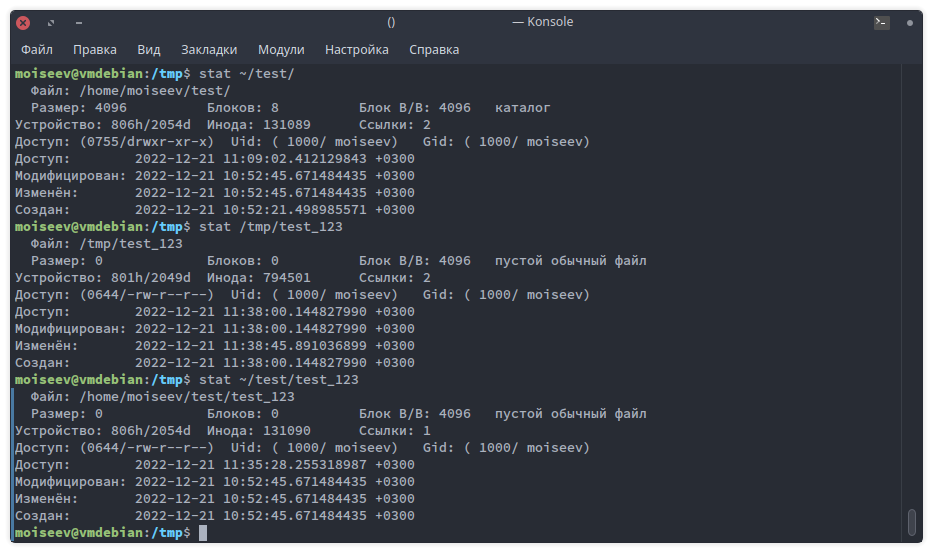 () — Konsole
Файл Правка Вид Закладки Модули Настройка Справка
moiseev@vmdebian:/tmp$ stat ~/test/
  Файл: /home/moiseev/test/
  Размер: 4096          Блоков: 8          Блок В/В: 4096   каталог
Устройство: 806h/2054d  Инода: 131089      Ссылки: 2
Доступ: (0755/drwxr-xr-x)  Uid: ( 1000/ moiseev)   Gid: ( 1000/ moiseev)
Доступ:        2022-12-21 11:09:02.412129843 +0300
Модифицирован: 2022-12-21 10:52:45.671484435 +0300
Изменён:       2022-12-21 10:52:45.671484435 +0300
Создан:        2022-12-21 10:52:21.498985571 +0300
moiseev@vmdebian:/tmp$ stat /tmp/test_123
  Файл: /tmp/test_123
  Размер: 0             Блоков: 0          Блок В/В: 4096   пустой обычный файл
Устройство: 801h/2049d  Инода: 794501      Ссылки: 2
Доступ: (0644/-rw-r--r--)  Uid: ( 1000/ moiseev)   Gid: ( 1000/ moiseev)
Доступ:        2022-12-21 11:38:00.144827990 +0300
Модифицирован: 2022-12-21 11:38:00.144827990 +0300
Изменён:       2022-12-21 11:38:45.891036899 +0300
Создан:        2022-12-21 11:38:00.144827990 +0300
moiseev@vmdebian:/tmp$ stat ~/test/test_123
  Файл: /home/moiseev/test/test_123
  Размер: 0             Блоков: 0          Блок В/В: 4096   пустой обычный файл
Устройство: 806h/2054d  Инода: 131090      Ссылки: 1
Доступ: (0644/-rw-r--r--)  Uid: ( 1000/ moiseev)   Gid: ( 1000/ moiseev)
Доступ:        2022-12-21 11:35:28.255318987 +0300
Модифицирован: 2022-12-21 10:52:45.671484435 +0300
Изменён:       2022-12-21 10:52:45.671484435 +0300
Создан:        2022-12-21 10:52:45.671484435 +0300
moiseev@vmdebian:/tmp$